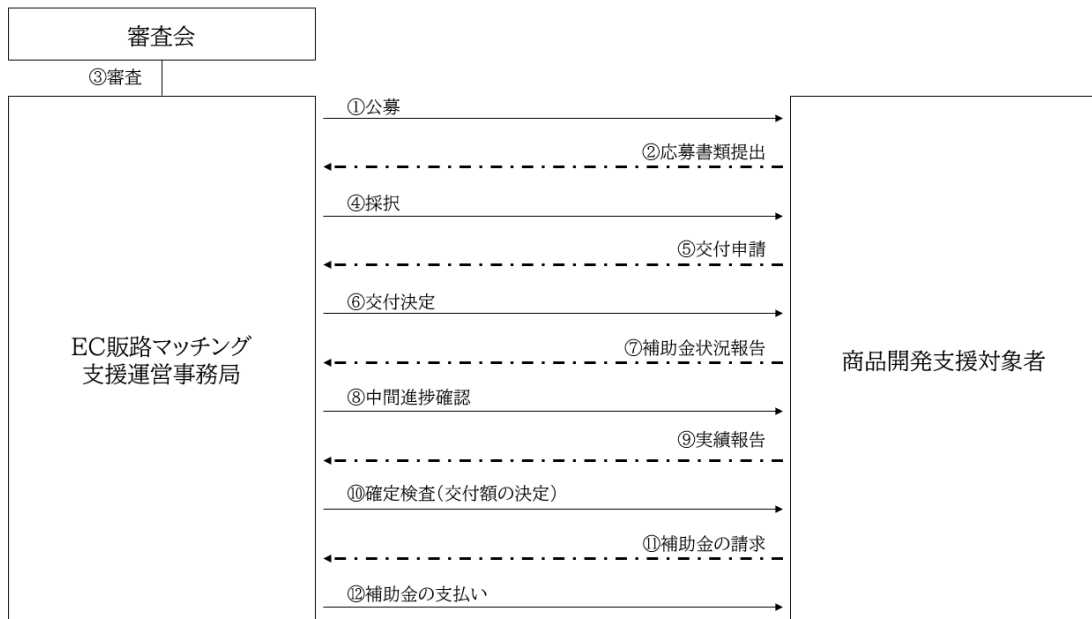 審査会
③審査
①公募
②応募書類提出
④採択
⑤交付申請
⑥交付決定
EC販路マッチング
支援運営事務局
⑦補助金状況報告
商品開発支援対象者
⑧中間進捗確認
⑨実績報告
⑩確定検査(交付額の決定)
⑪補助金の請求
⑫補助金の支払い